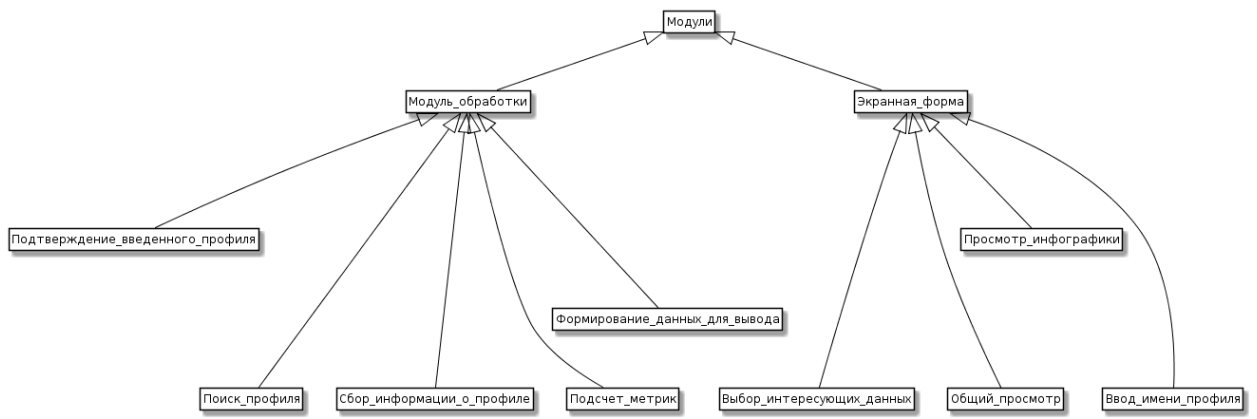 Модули
Модуль_обработки
Экранная_форма
Подтверждение_введенного_профиля
Просмотр_инфографики
Формирование_данных_для_вывода
Поиск_профиля
Сбор_информации_о_профиле
Подсчет_метрик
Выбор_интересующих_данных
Общий_просмотр
Ввод_имени_профиля